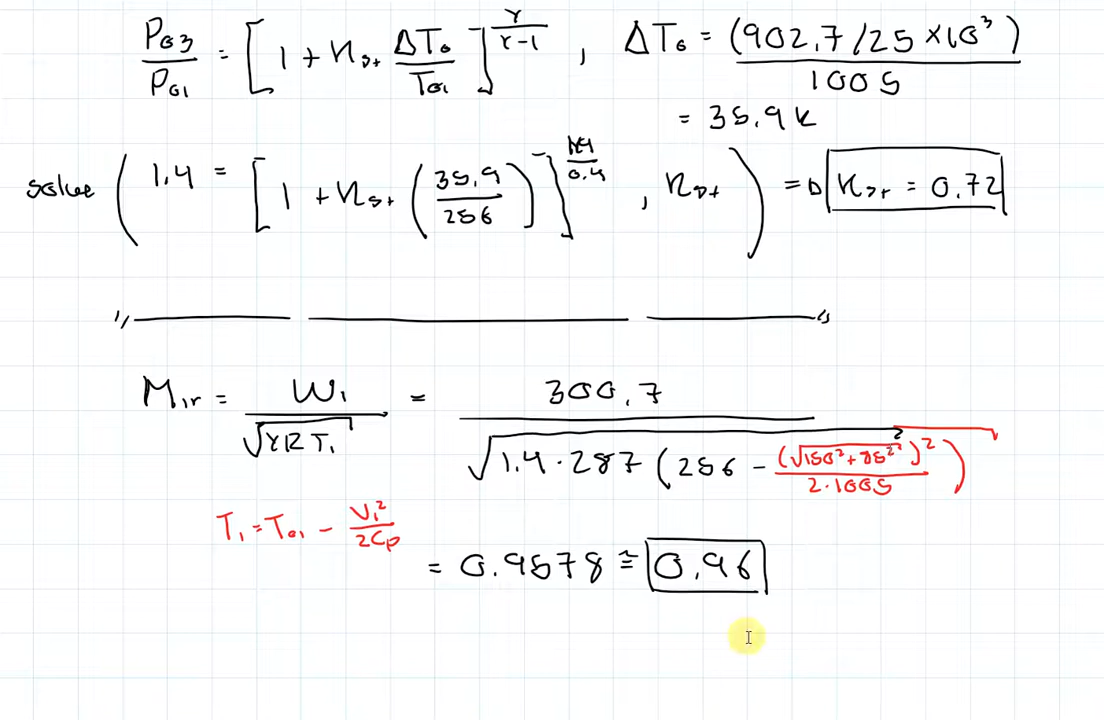 P03/P01 = [1 + ηst ΔT0/T01]^(γ/(γ-1)) , ΔT0 = (902.7/25 × 10³)/1005
= 35.9 K
solve (1.4 = [1 + ηst (35.9/256)]^(1.4/0.4) , ηst) => ηst = 0.72
M1r = W1/√(γRT1) = 300.7/√(1.4·287(256 - (√(150²+85²))²/(2·1005)))
T1 = T01 - V1²/2Cp
= 0.9578 ≅ 0.96